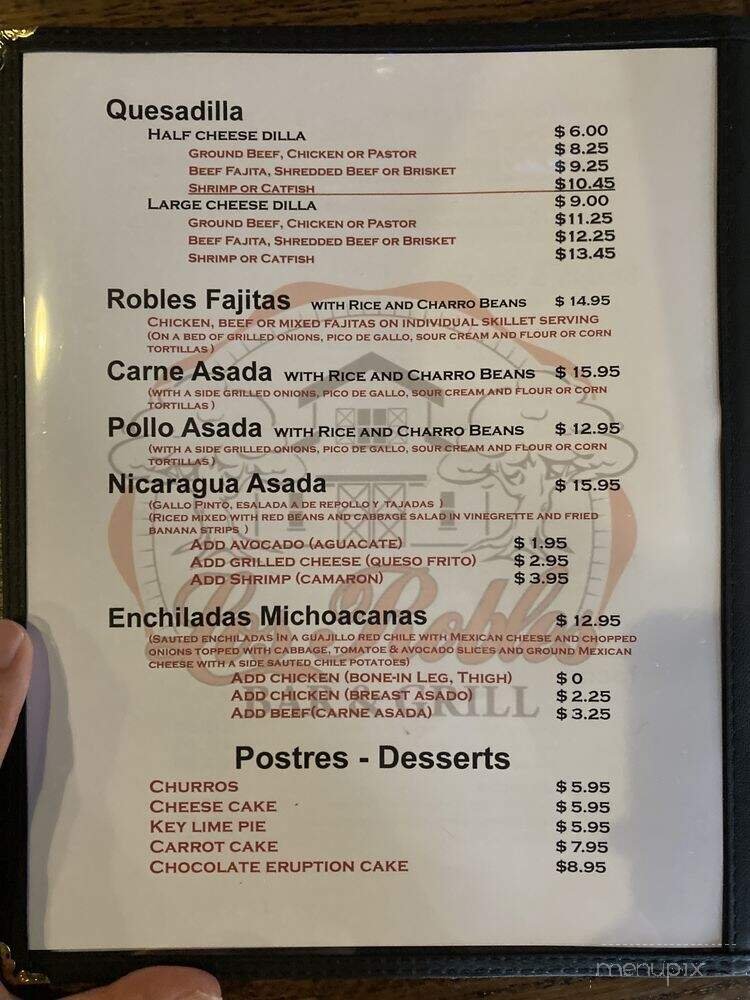 Quesadilla
HALF CHEESE DILLA $ 6.00
GROUND BEEF, CHICKEN OR PASTOR $ 8.25
BEEF FAJITA, SHREDDED BEEF OR BRISKET $ 9.25
SHRIMP OR CATFISH $10.45
LARGE CHEESE DILLA $ 9.00
GROUND BEEF, CHICKEN OR PASTOR $11.25
BEEF FAJITA, SHREDDED BEEF OR BRISKET $12.25
SHRIMP OR CATFISH $13.45
Robles Fajitas WITH RICE AND CHARRO BEANS $ 14.95
CHICKEN, BEEF OR MIXED FAJITAS ON INDIVIDUAL SKILLET SERVING
(ON A BED OF GRILLED ONIONS, PICO DE GALLO, SOUR CREAM AND FLOUR OR CORN
TORTILLAS )
Carne Asada WITH RICE AND CHARRO BEANS $ 15.95
(WITH A SIDE GRILLED ONIONS, PICO DE GALLO, SOUR CREAM AND FLOUR OR CORN
TORTILLAS )
Pollo Asada WITH RICE AND CHARRO BEANS $ 12.95
(WITH A SIDE GRILLED ONIONS, PICO DE GALLO, SOUR CREAM AND FLOUR OR CORN
TORTILLAS )
Nicaragua Asada $ 15.95
(GALLO PINTO, ESALADA A DE REPOLLO Y TAJADAS )
(RICED MIXED WITH RED BEANS AND CABBAGE SALAD IN VINEGRETTE AND FRIED
BANANA STRIPS )
ADD AVOCADO (AGUACATE) $ 1.95
ADD GRILLED CHEESE (QUESO FRITO) $ 2.95
ADD SHRIMP (CAMARON) $ 3.95
Enchiladas Michoacanas $ 12.95
(SAUTED ENCHILADAS IN A GUAJILLO RED CHILE WITH MEXICAN CHEESE AND CHOPPED
ONIONS TOPPED WITH CABBAGE, TOMATOE & AVOCADO SLICES AND GROUND MEXICAN
CHEESE WITH A SIDE SAUTED CHILE POTATOES)
ADD CHICKEN (BONE-IN LEG, THIGH) $ 0
ADD CHICKEN (BREAST ASADO) $ 2.25
ADD BEEF(CARNE ASADA) $ 3.25
BAR & GRILL
Postres - Desserts
CHURROS $ 5.95
CHEESE CAKE $ 5.95
KEY LIME PIE $ 5.95
CARROT CAKE $ 7.95
CHOCOLATE ERUPTION CAKE $8.95
menupix